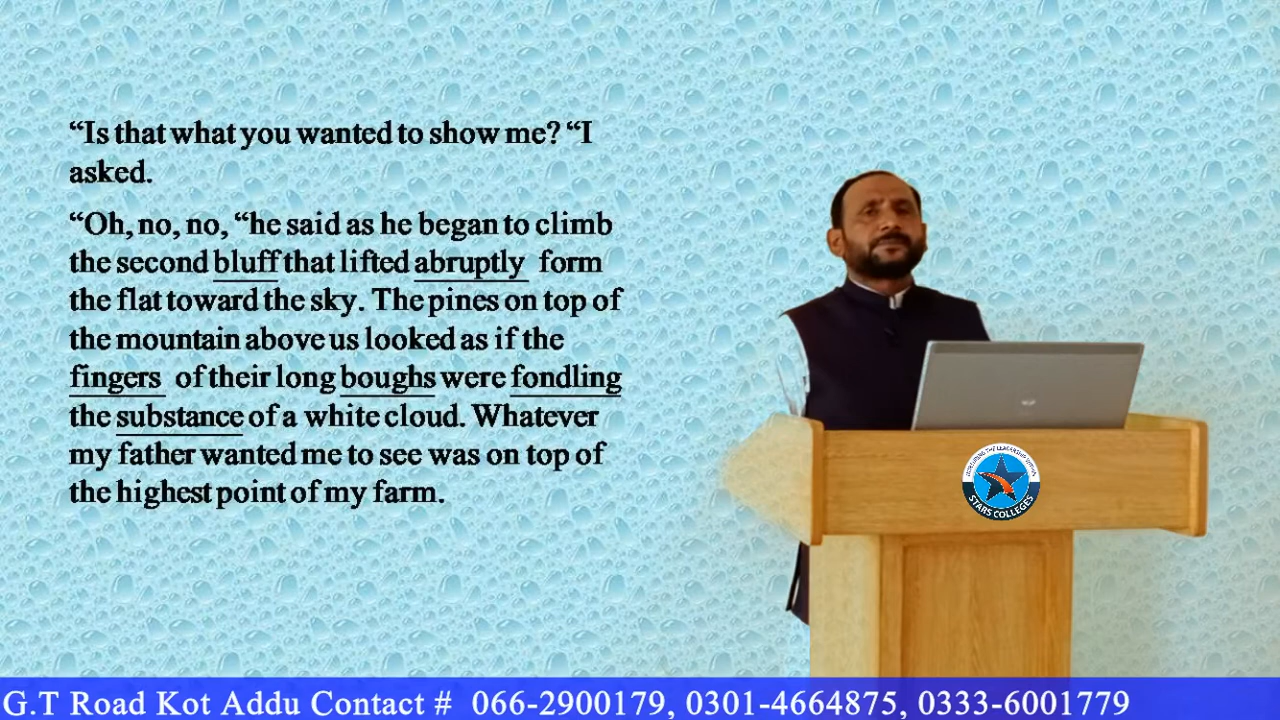 “Is that what you wanted to show me? “I
asked.
“Oh, no, no, “he said as he began to climb
the second bluff that lifted abruptly form
the flat toward the sky. The pines on top of
the mountain above us looked as if the
fingers of their long boughs were fondling
the substance of a white cloud. Whatever
my father wanted me to see was on top of
the highest point of my farm.
STARS COLLEGES
G.T Road Kot Addu Contact # 066-2900179, 0301-4664875, 0333-6001779